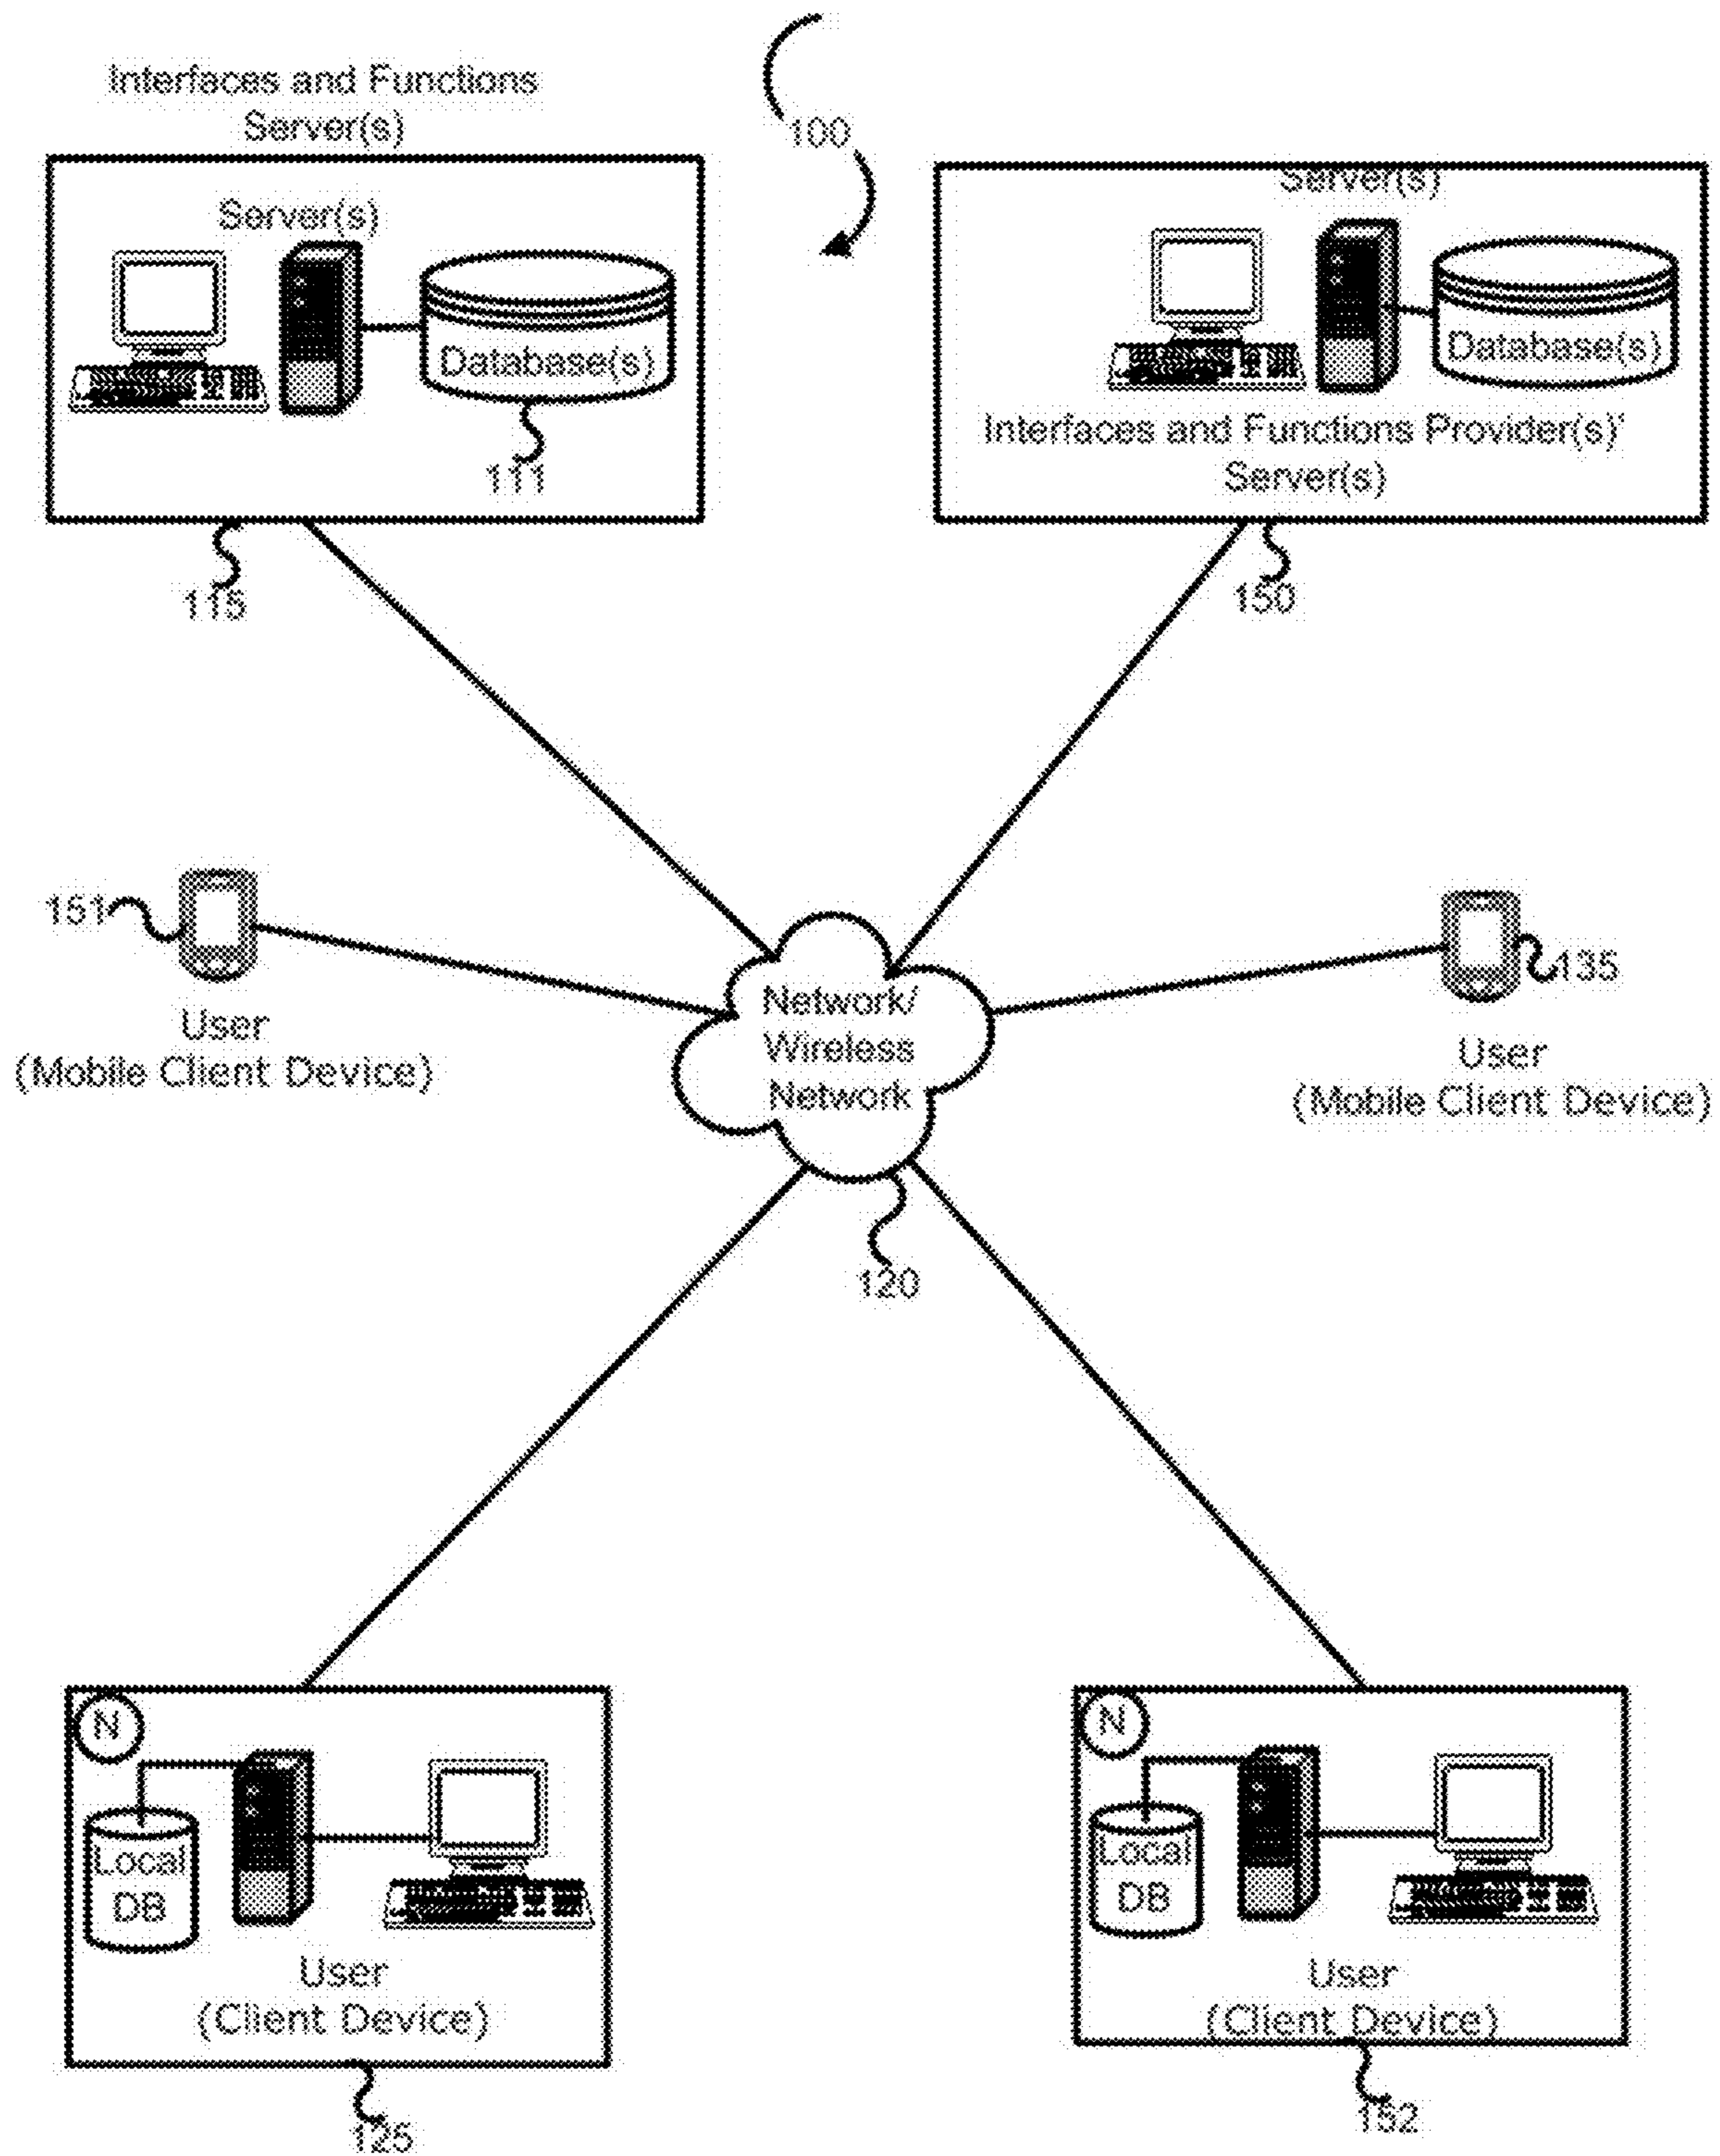 100
Interfaces and Functions
Server(s)
Server(s)
Database(s)
111
115
Server(s)
Database(s)
Interfaces and Functions Provider(s)'
Server(s)
150
151
User
(Mobile Client Device)
Network/
Wireless
Network
120
135
User
(Mobile Client Device)
N
Local
DB
User
(Client Device)
125
N
Local
DB
User
(Client Device)
152